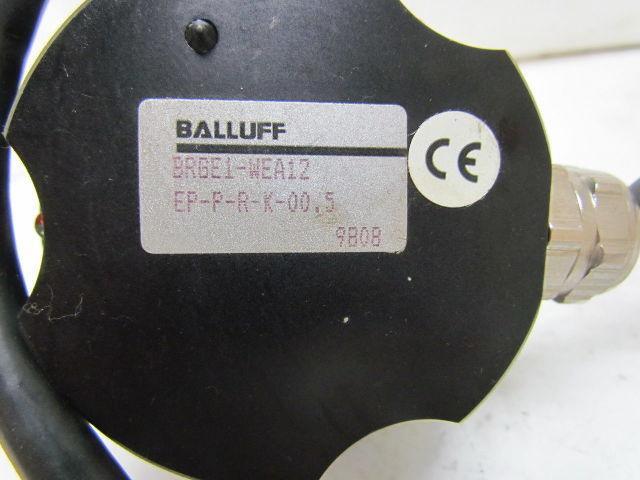 BALLUFF
BRGE1-WEA12
EP-P-R-K-00,5
9808
CE